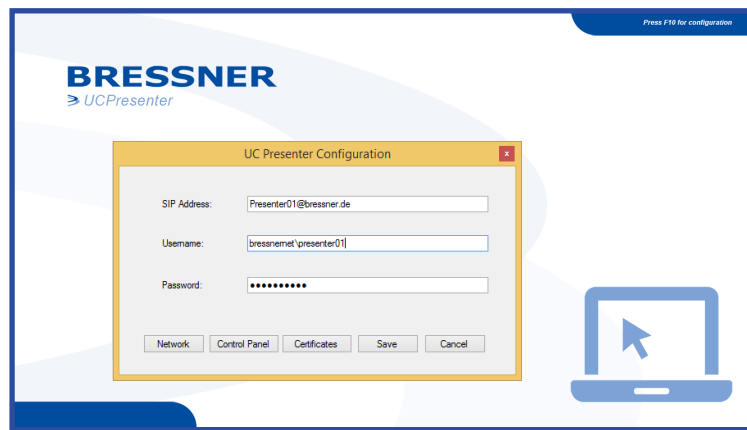 Press F10 for configuration
BRESSNER
UCPresenter
UC Presenter Configuration
x
SIP Address: Presenter01@bressner.de
Username: bressnernet\presenter01
Password: ●●●●●●●●●●
Network Control Panel Certificates Save Cancel